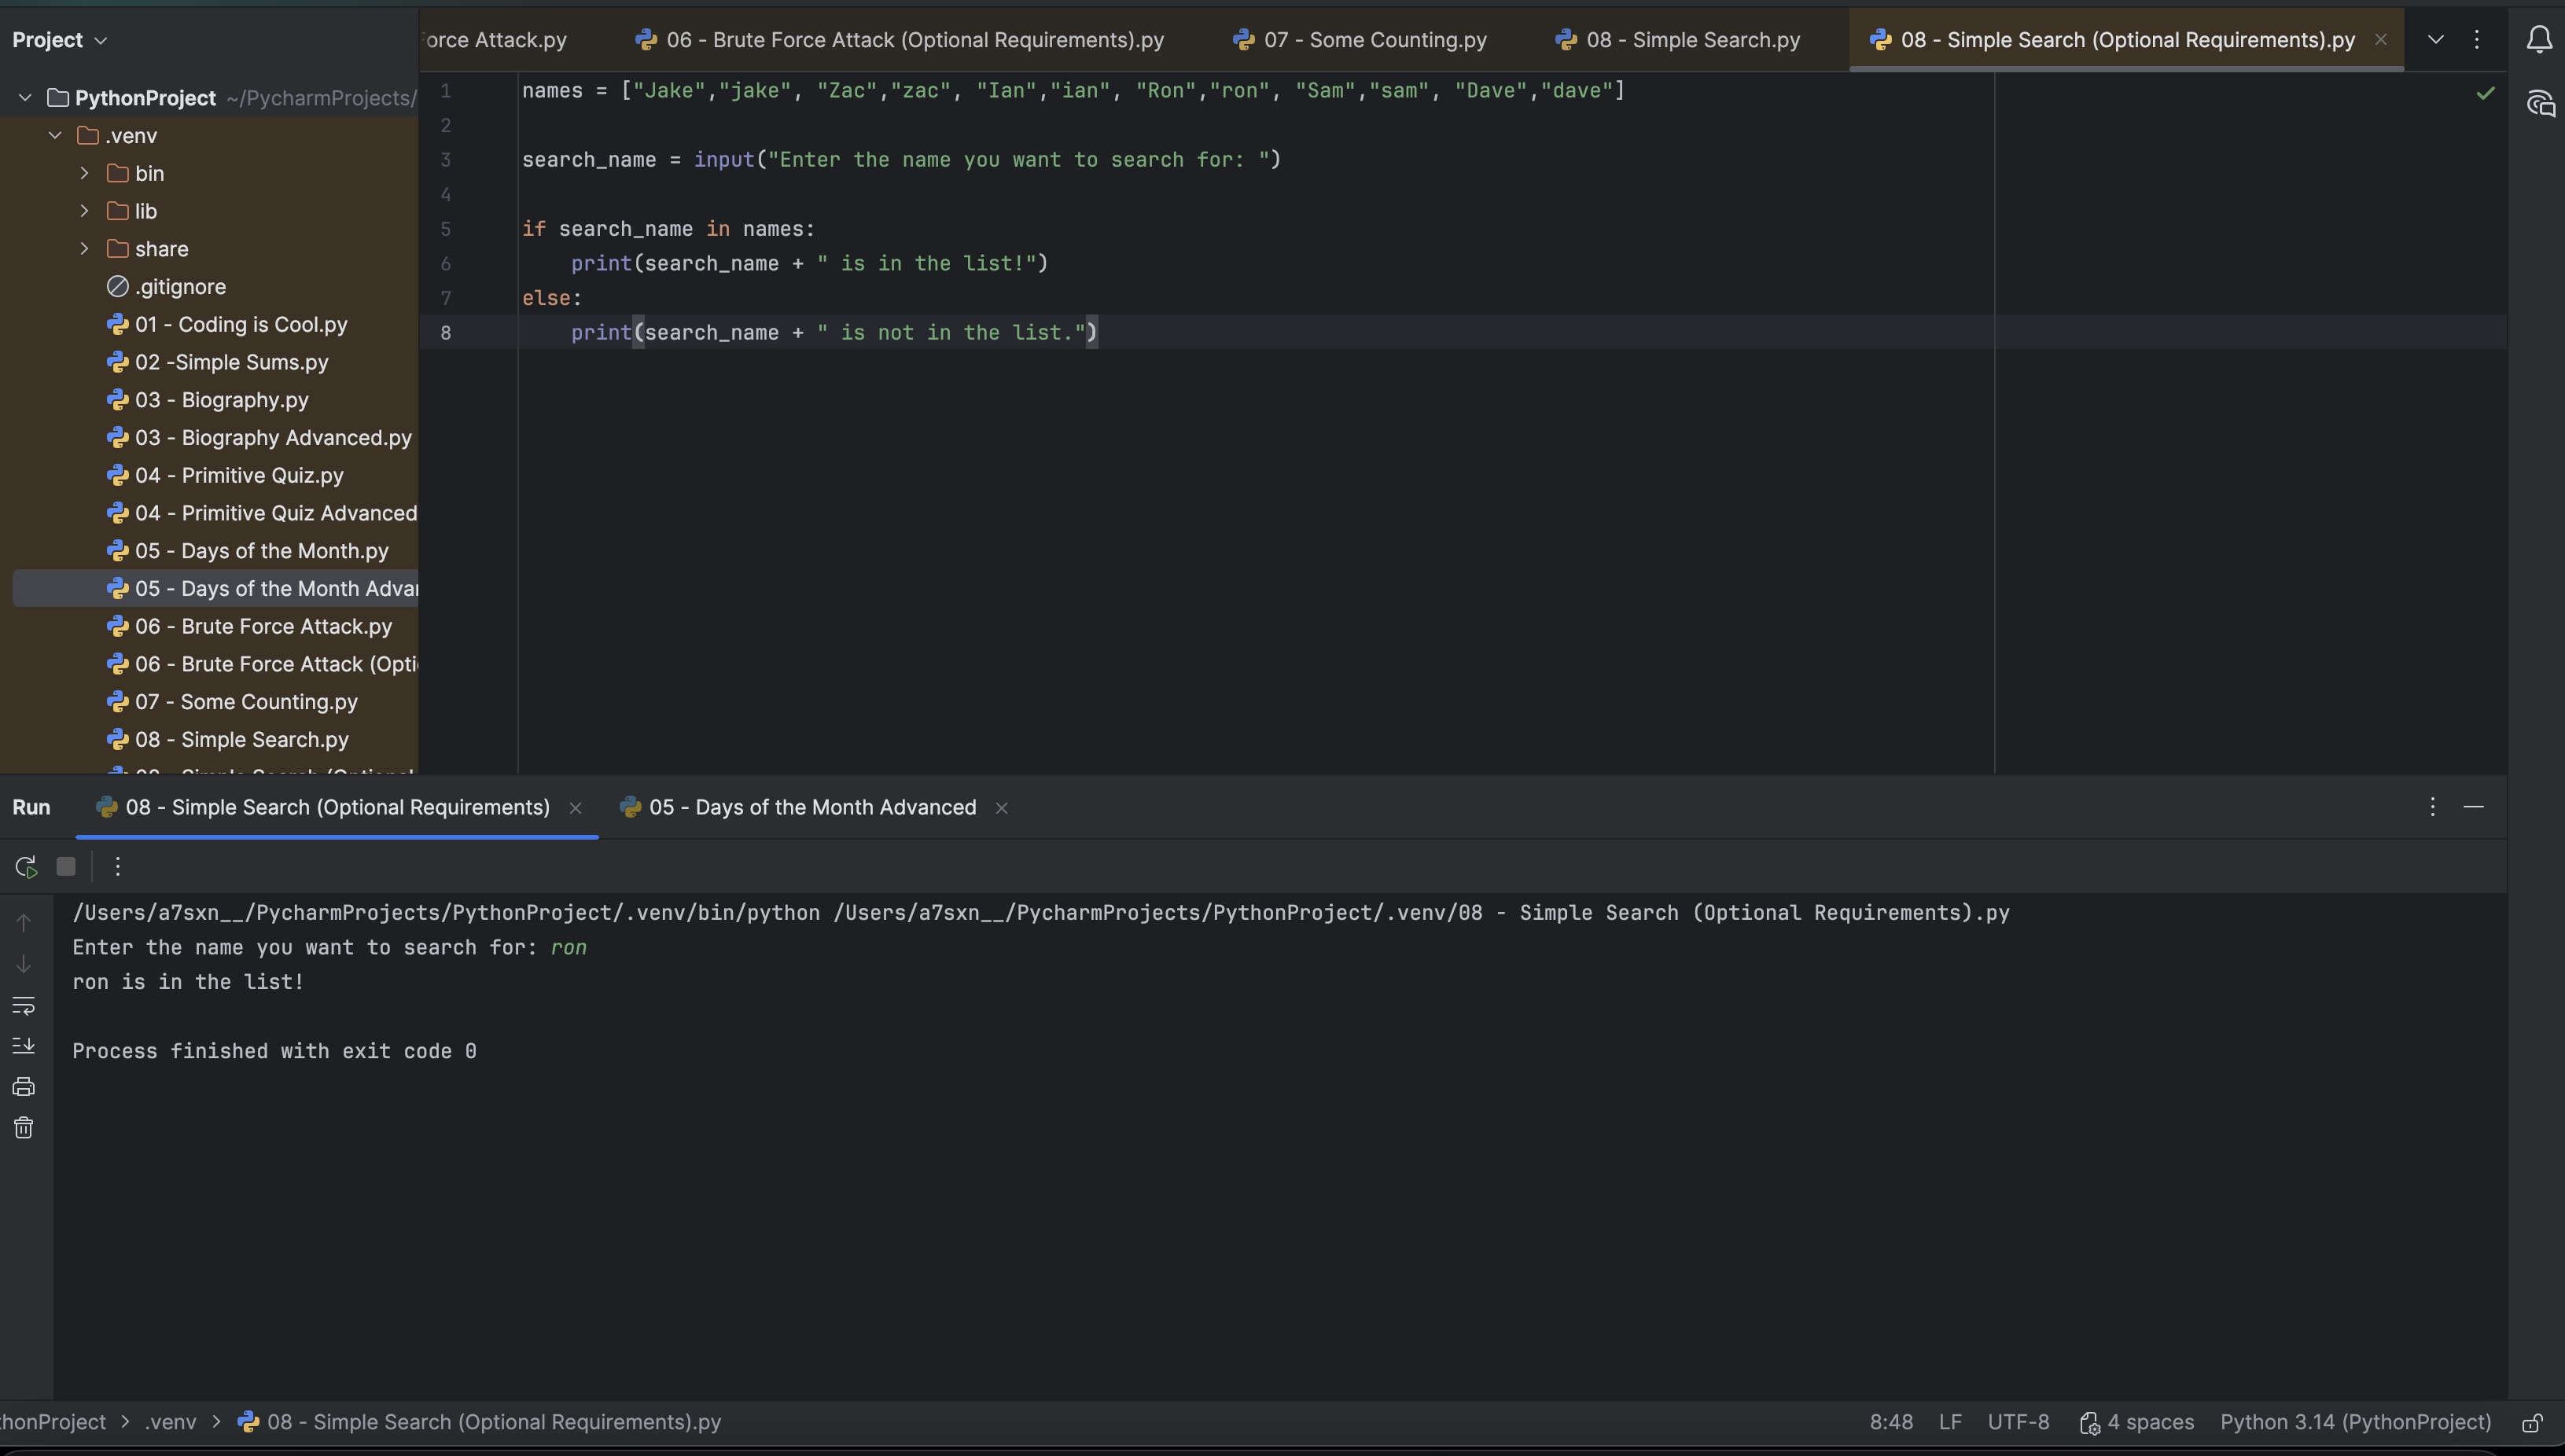 Project
orce Attack.py
06 - Brute Force Attack (Optional Requirements).py
07 - Some Counting.py
08 - Simple Search.py
08 - Simple Search (Optional Requirements).py
PythonProject ~/PycharmProjects/
.venv
bin
lib
share
.gitignore
01 - Coding is Cool.py
02 -Simple Sums.py
03 - Biography.py
03 - Biography Advanced.py
04 - Primitive Quiz.py
04 - Primitive Quiz Advanced
05 - Days of the Month.py
05 - Days of the Month Advan
06 - Brute Force Attack.py
06 - Brute Force Attack (Opti
07 - Some Counting.py
08 - Simple Search.py
08 - Simple Search (Optional
1 names = ["Jake","jake", "Zac","zac", "Ian","ian", "Ron","ron", "Sam","sam", "Dave","dave"]
2
3 search_name = input("Enter the name you want to search for: ")
4
5 if search_name in names:
6 print(search_name + " is in the list!")
7 else:
8 print(search_name + " is not in the list.")
Run
08 - Simple Search (Optional Requirements)
05 - Days of the Month Advanced
/Users/a7sxn__/PycharmProjects/PythonProject/.venv/bin/python /Users/a7sxn__/PycharmProjects/PythonProject/.venv/08 - Simple Search (Optional Requirements).py
Enter the name you want to search for: ron
ron is in the list!
Process finished with exit code 0
thonProject > .venv > 08 - Simple Search (Optional Requirements).py
8:48 LF UTF-8 4 spaces Python 3.14 (PythonProject)